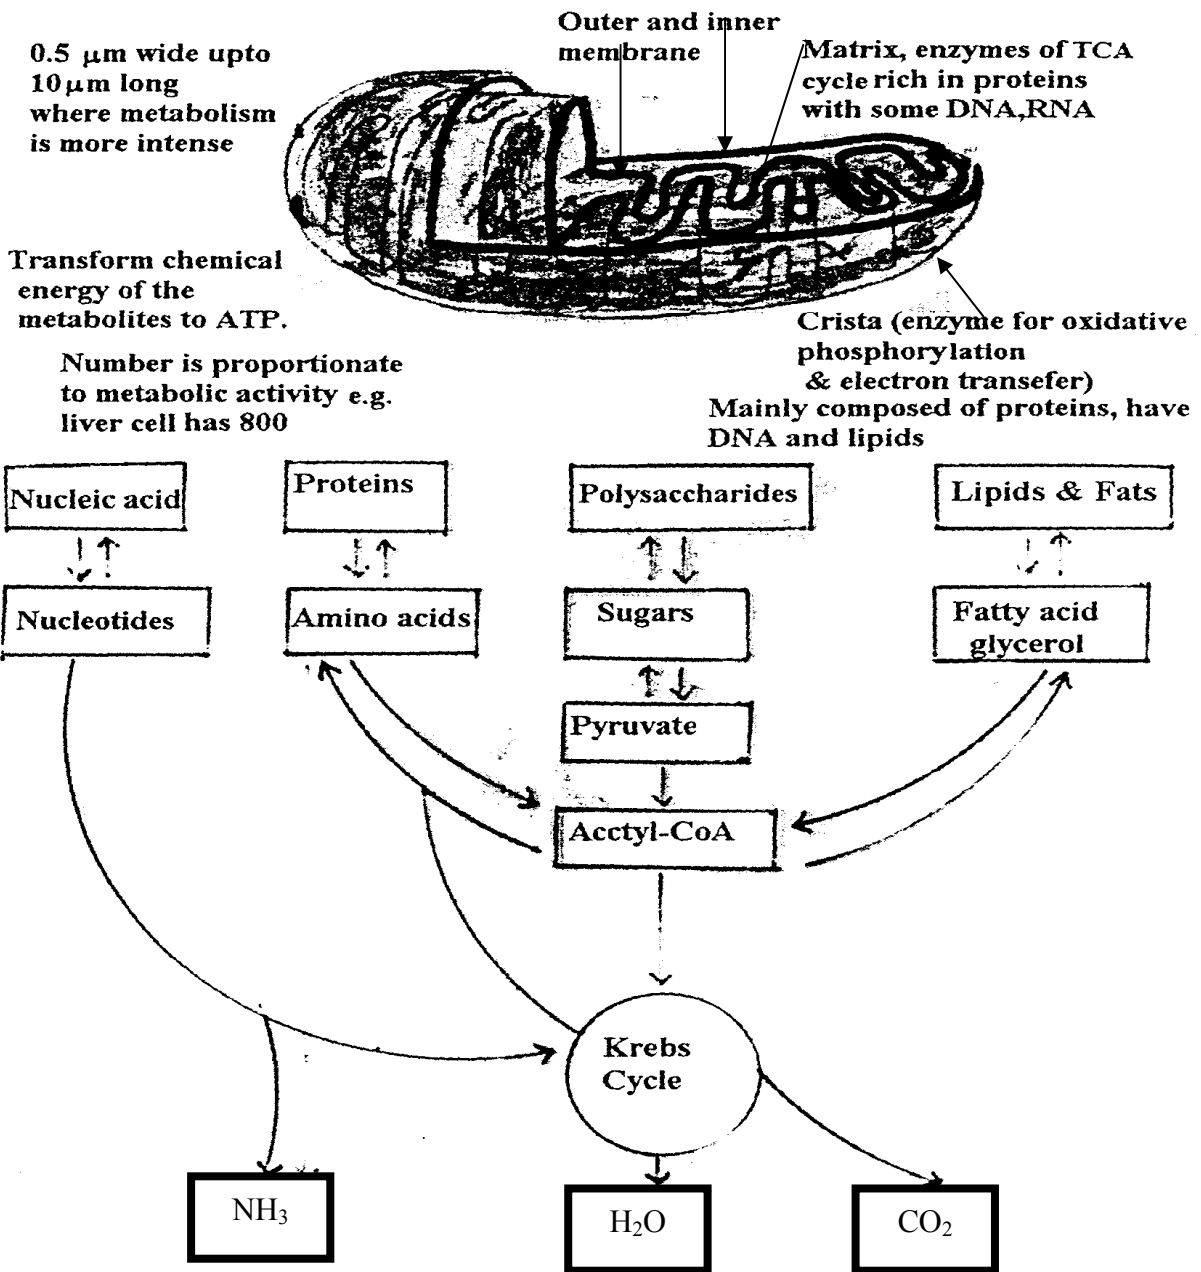 Outer and inner
membrane
0.5 μm wide upto
10 μm long
where metabolism
is more intense
Matrix, enzymes of TCA
cycle rich in proteins
with some DNA,RNA
Transform chemical
energy of the
metabolites to ATP.
Crista (enzyme for oxidative
phosphorylation
& electron transefer)
Number is proportionate
to metabolic activity e.g.
liver cell has 800
Mainly composed of proteins, have
DNA and lipids
Nucleic acid
Proteins
Polysaccharides
Lipids & Fats
Nucleotides
Amino acids
Sugars
Fatty acid
glycerol
Pyruvate
Acctyl-CoA
Krebs
Cycle
NH₃
H₂O
CO₂